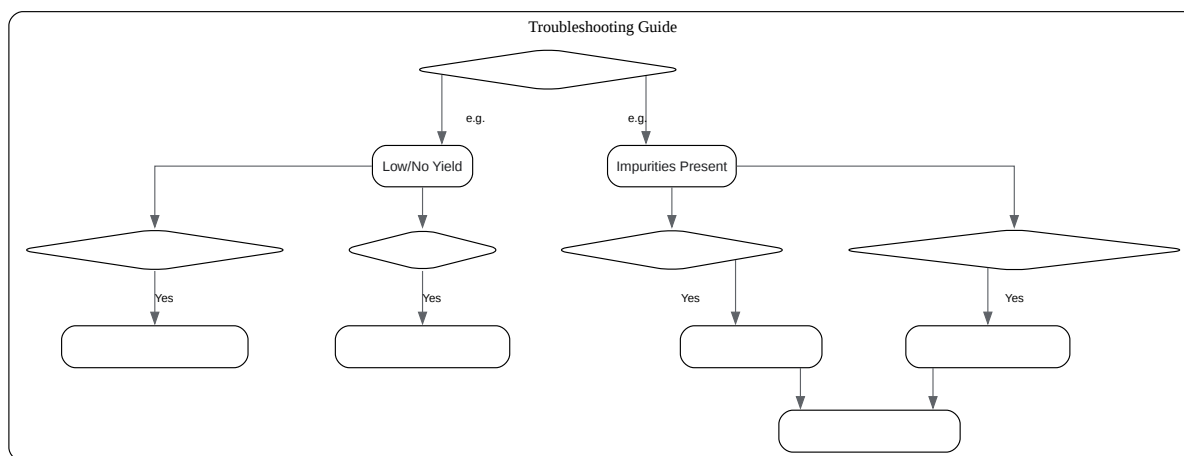 Troubleshooting Guide
e.g.
e.g.
Low/No Yield
Impurities Present
Yes
Yes
Yes
Yes